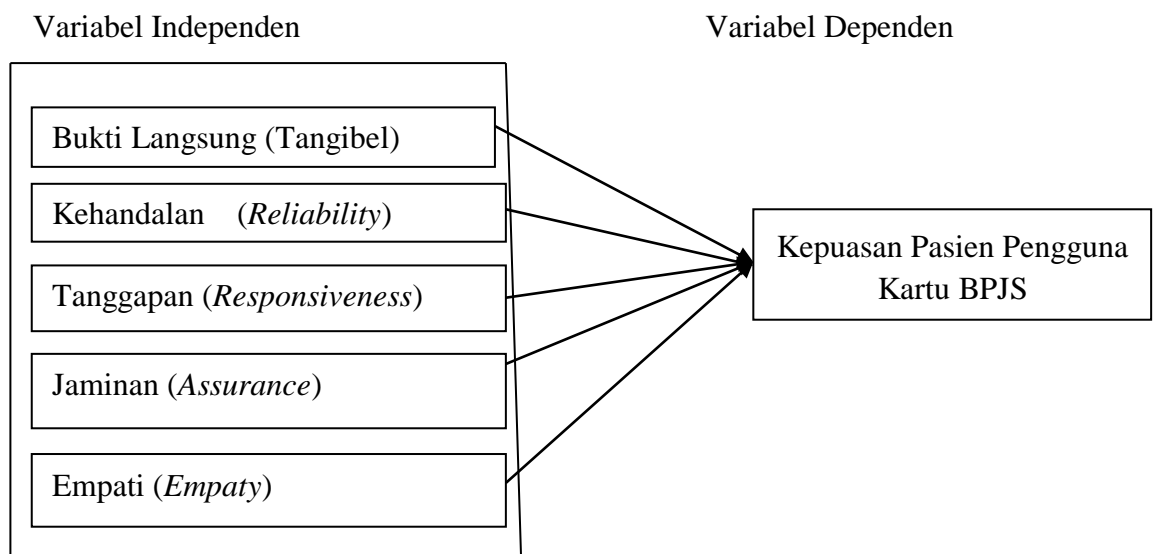 Variabel Independen
Variabel Dependen
Bukti Langsung (Tangibel)
Kehandalan (Reliability)
Tanggapan (Responsiveness)
Jaminan (Assurance)
Empati (Empaty)
Kepuasan Pasien Pengguna
Kartu BPJS